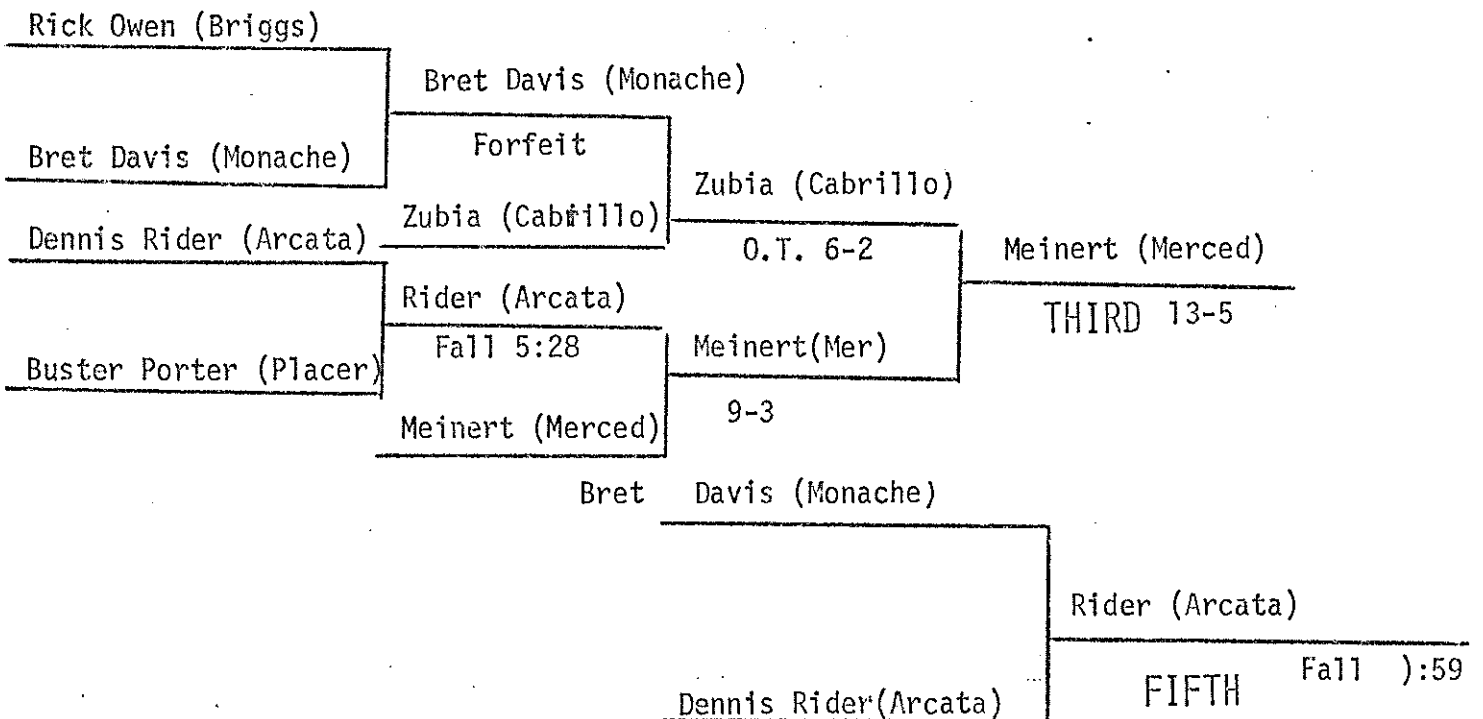 Rick Owen (Briggs)
Bret Davis (Monache)
Bret Davis (Monache)
Forfeit
Zubia (Cabrillo)
Zubia (Cabrillo)
O.T. 6-2
Dennis Rider (Arcata)
Buster Porter (Placer)
Rider (Arcata)
Fall 5:28
Meinert (Merced)
Meinert(Mer)
9-3
Meinert (Merced)
THIRD 13-5
Bret Davis (Monache)
Dennis Rider(Arcata)
Rider (Arcata)
FIFTH Fall ):59